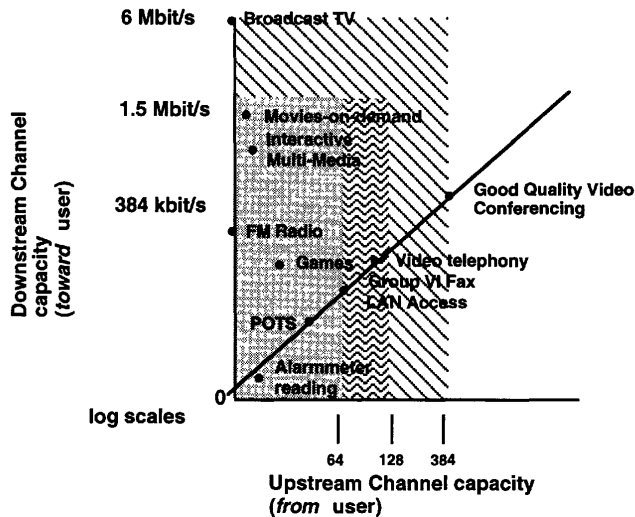 6 Mbit/s
Broadcast TV
1.5 Mbit/s
Movies-on-demand
Interactive
Multi-Media
Downstream Channel
capacity
(toward user)
384 kbit/s
Good Quality Video
Conferencing
FM Radio
Games
Video telephony
Group VI Fax
LAN Access
POTS
Alarmmeter
reading
0
log scales
64
128
384
Upstream Channel capacity
(from user)